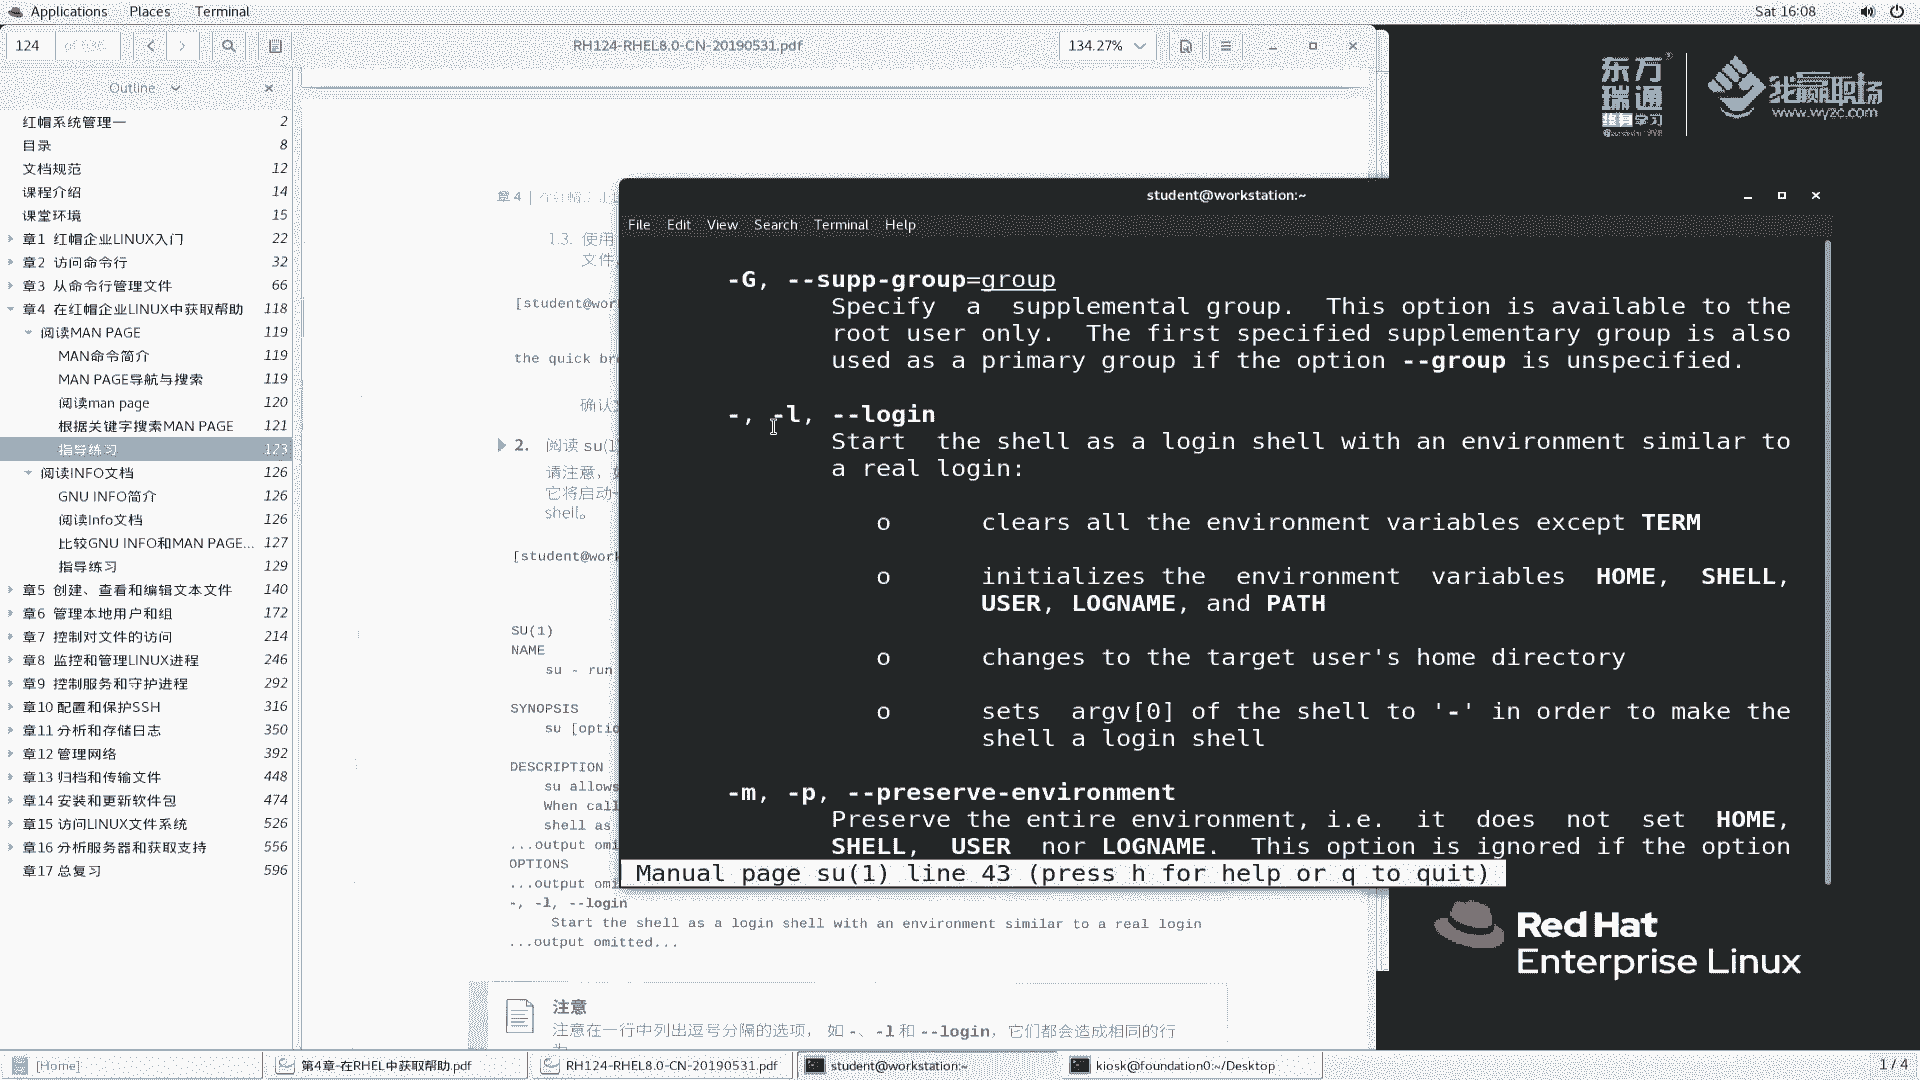 Applications Places Terminal
Sat 16:08
124
of 636
RH124-RHEL8.0-CN-20190531.pdf
134.27%
Outline
红帽系统管理一 2
目录 8
文档规范 12
课程介绍 14
课堂环境 15
章1 红帽企业LINUX入门 22
章2 访问命令行 32
章3 从命令行管理文件 66
章4 在红帽企业LINUX中获取帮助 118
阅读MAN PAGE 119
MAN命令简介 119
MAN PAGE导航与搜索 119
阅读man page 120
根据关键字搜索MAN PAGE 121
指导练习 123
阅读INFO文档 126
GNU INFO简介 126
阅读Info文档 126
比较GNU INFO和MAN PAGE... 127
指导练习 129
章5 创建、查看和编辑文本文件 140
章6 管理本地用户和组 172
章7 控制对文件的访问 214
章8 监控和管理LINUX进程 246
章9 控制服务和守护进程 292
章10 配置和保护SSH 316
章11 分析和存储日志 350
章12 管理网络 392
章13 归档和传输文件 448
章14 安装和更新软件包 474
章15 访问LINUX文件系统 526
章16 分析服务器和获取支持 556
章17 总复习 596
章4 |
1.3. 使用
文件
[student@wor
the quick br
确认
2. 阅读 su(1
请注意，
它将启动
shell。
[student@work
SU(1)
NAME
su - run
SYNOPSIS
su [optio
DESCRIPTION
su allows
When call
shell as
...output omi
OPTIONS
...output omi
-, -l, --login
Start the shell as a login shell with an environment similar to a real login
...output omitted...
注意
注意在一行中列出逗号分隔的选项， 如 -、-l 和 --login，它们都会造成相同的行
student@workstation:~
File Edit View Search Terminal Help
-G, --supp-group=group
Specify a supplemental group. This option is available to the
root user only. The first specified supplementary group is also
used as a primary group if the option --group is unspecified.
-, -l, --login
Start the shell as a login shell with an environment similar to
a real login:
o clears all the environment variables except TERM
o initializes the environment variables HOME, SHELL,
USER, LOGNAME, and PATH
o changes to the target user's home directory
o sets argv[0] of the shell to '-' in order to make the
shell a login shell
-m, -p, --preserve-environment
Preserve the entire environment, i.e. it does not set HOME,
SHELL, USER nor LOGNAME. This option is ignored if the option
Manual page su(1) line 43 (press h for help or q to quit)
东方
瑞通
终身学习
我赢职场
www.wyzc.com
Red Hat
Enterprise Linux
[Home]
第4章-在RHEL中获取帮助.pdf
RH124-RHEL8.0-CN-20190531.pdf
student@workstation:~
kiosk@foundation0:~/Desktop
1 / 4